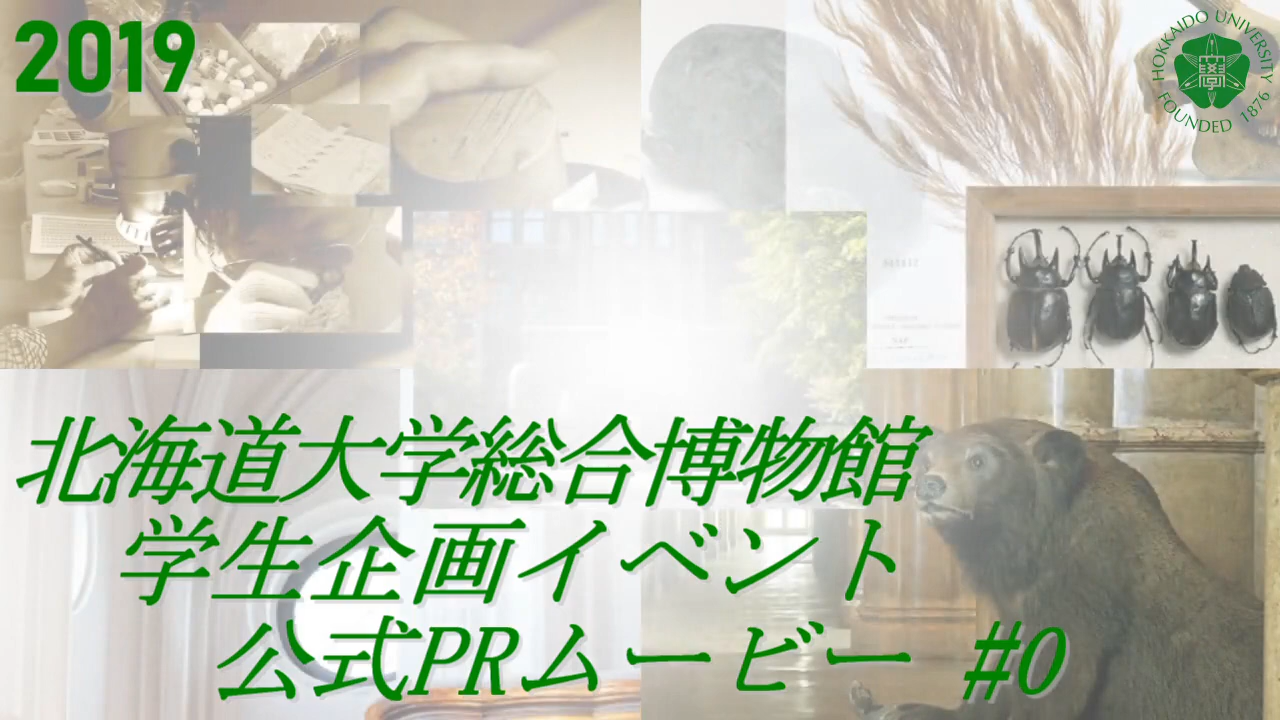 2019
HOKKAIDO UNIVERSITY
FOUNDED 1876
北海道大学総合博物館
学生企画イベント
公式PRムービー #0